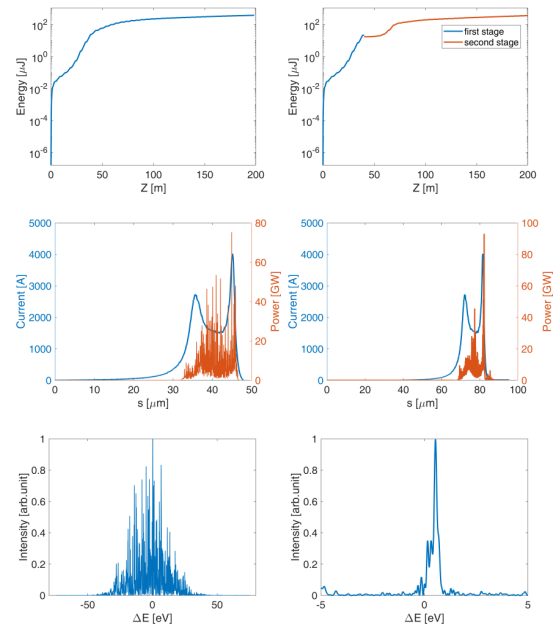 10^2
10^0
10^-2
10^-4
10^-6
Energy [μJ]
0 50 100 150 200
Z [m]
10^2
10^0
10^-2
10^-4
10^-6
Energy [μJ]
first stage
second stage
0 50 100 150 200
Z [m]
5000
4000
3000
2000
1000
0
Current [A]
80
60
40
20
0
Power [GW]
0 10 20 30 40 50
s [μm]
5000
4000
3000
2000
1000
0
Current [A]
100
80
60
40
20
0
Power [GW]
0 20 40 60 80 100
s [μm]
1
0.8
0.6
0.4
0.2
0
Intensity [arb.unit]
-50 0 50
ΔE [eV]
1
0.8
0.6
0.4
0.2
0
Intensity [arb.unit]
-5 0 5
ΔE [eV]